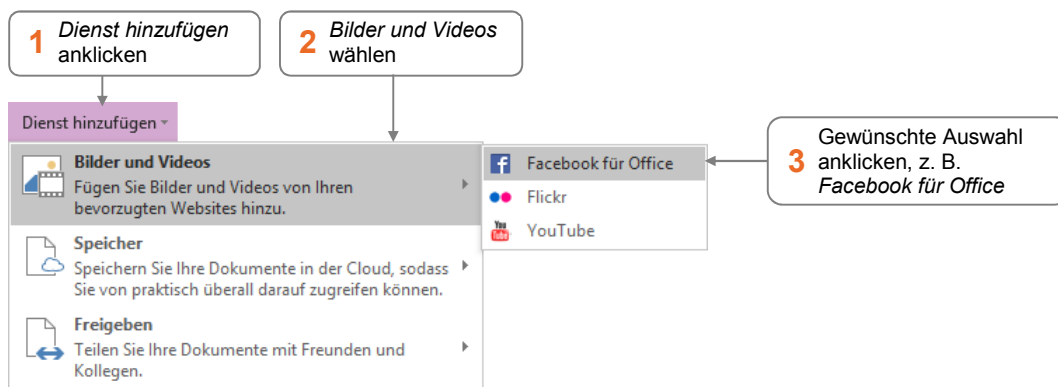 1 Dienst hinzufügen
anklicken
2 Bilder und Videos
wählen
Dienst hinzufügen
Bilder und Videos
Fügen Sie Bilder und Videos von Ihren
bevorzugten Websites hinzu.
Speicher
Speichern Sie Ihre Dokumente in der Cloud, sodass
Sie von praktisch überall darauf zugreifen können.
Freigeben
Teilen Sie Ihre Dokumente mit Freunden und
Kollegen.
f Facebook für Office
Flickr
You Tube YouTube
3 Gewünschte Auswahl
anklicken, z. B.
Facebook für Office